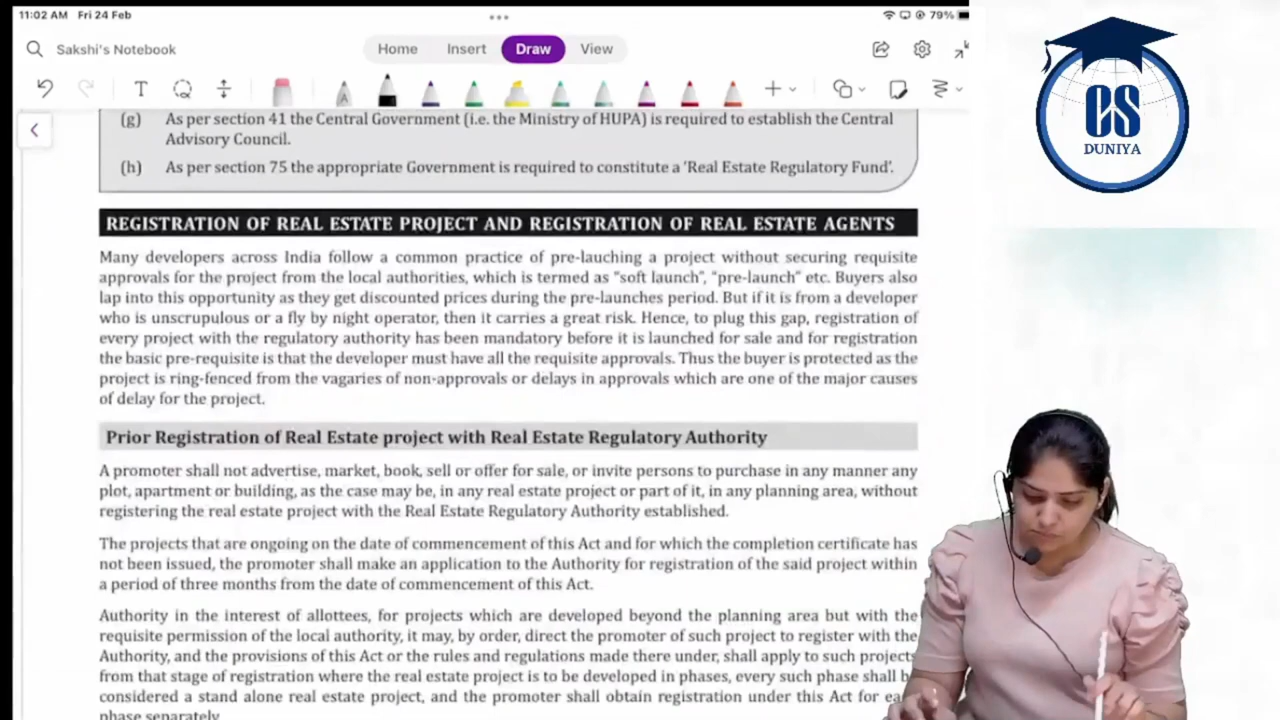 11:02 AM Fri 24 Feb
79%
Sakshi's Notebook
Home Insert Draw View
T
A
(g) As per section 41 the Central Government (i.e. the Ministry of HUPA) is required to establish the Central
Advisory Council.
(h) As per section 75 the appropriate Government is required to constitute a 'Real Estate Regulatory Fund'.
REGISTRATION OF REAL ESTATE PROJECT AND REGISTRATION OF REAL ESTATE AGENTS
Many developers across India follow a common practice of pre-lauching a project without securing requisite
approvals for the project from the local authorities, which is termed as "soft launch", "pre-launch" etc. Buyers also
lap into this opportunity as they get discounted prices during the pre-launches period. But if it is from a developer
who is unscrupulous or a fly by night operator, then it carries a great risk. Hence, to plug this gap, registration of
every project with the regulatory authority has been mandatory before it is launched for sale and for registration
the basic pre-requisite is that the developer must have all the requisite approvals. Thus the buyer is protected as the
project is ring-fenced from the vagaries of non-approvals or delays in approvals which are one of the major causes
of delay for the project.
Prior Registration of Real Estate project with Real Estate Regulatory Authority
A promoter shall not advertise, market, book, sell or offer for sale, or invite persons to purchase in any manner any
plot, apartment or building, as the case may be, in any real estate project or part of it, in any planning area, without
registering the real estate project with the Real Estate Regulatory Authority established.
The projects that are ongoing on the date of commencement of this Act and for which the completion certificate has
not been issued, the promoter shall make an application to the Authority for registration of the said project within
a period of three months from the date of commencement of this Act.
Authority in the interest of allottees, for projects which are developed beyond the planning area but with the
requisite permission of the local authority, it may, by order, direct the promoter of such project to register with the
Authority, and the provisions of this Act or the rules and regulations made there under, shall apply to such projects
from that stage of registration where the real estate project is to be developed in phases, every such phase shall
considered a stand alone real estate project, and the promoter shall obtain registration under this Act for
phase separately
CS
DUNIYA